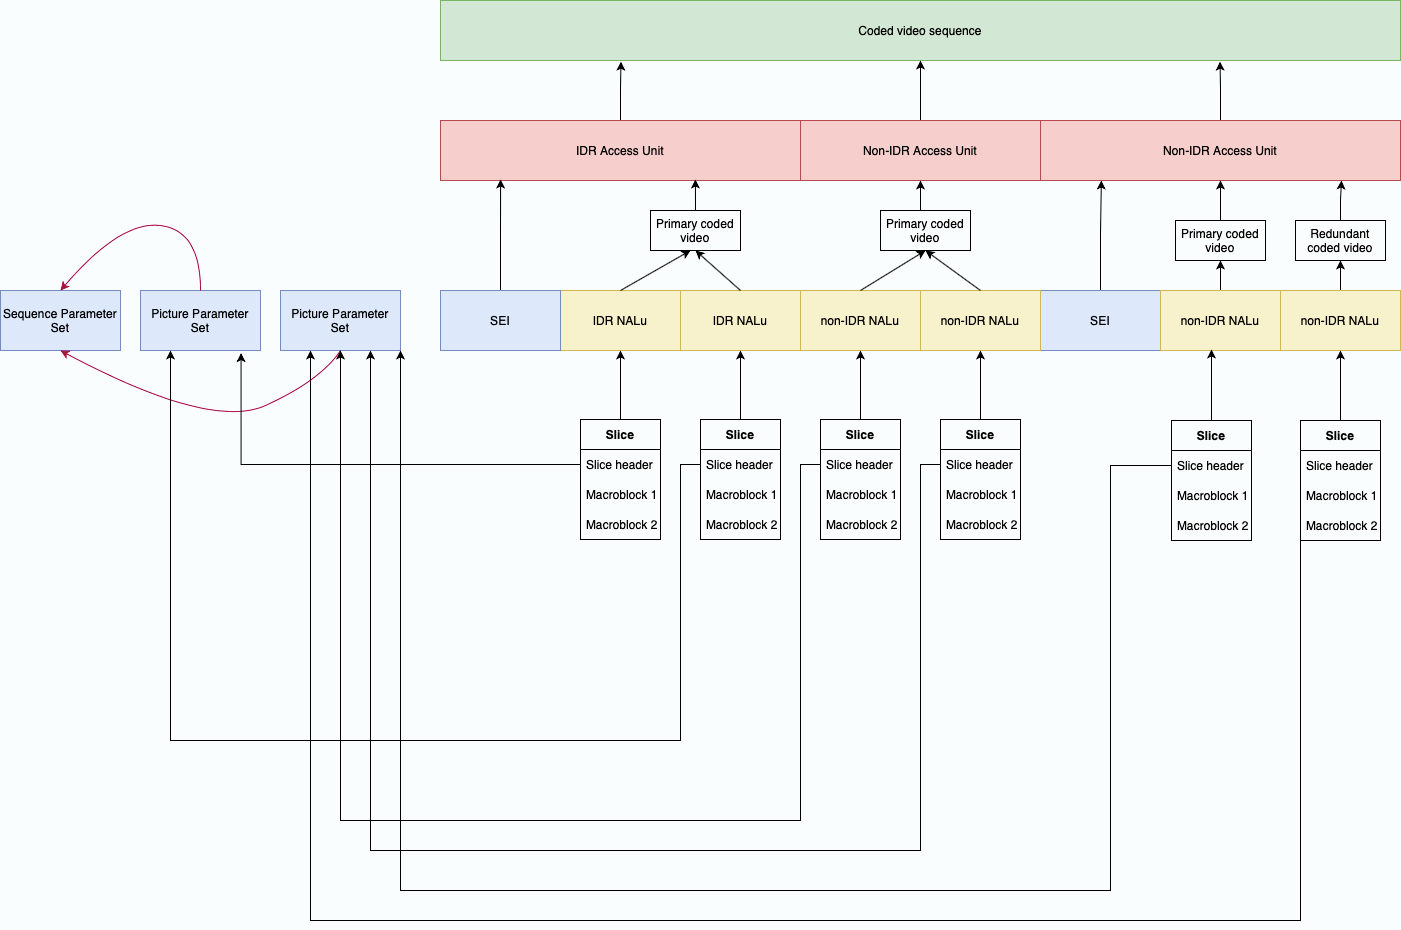 Coded video sequence
IDR Access Unit
Non-IDR Access Unit
Non-IDR Access Unit
Primary coded
video
Primary coded
video
Primary coded
video
Redundant
coded video
Sequence Parameter
Set
Picture Parameter
Set
Picture Parameter
Set
SEI
IDR NALu
IDR NALu
non-IDR NALu
non-IDR NALu
SEI
non-IDR NALu
non-IDR NALu
Slice
Slice header
Macroblock 1
Macroblock 2
Slice
Slice header
Macroblock 1
Macroblock 2
Slice
Slice header
Macroblock 1
Macroblock 2
Slice
Slice header
Macroblock 1
Macroblock 2
Slice
Slice header
Macroblock 1
Macroblock 2
Slice
Slice header
Macroblock 1
Macroblock 2